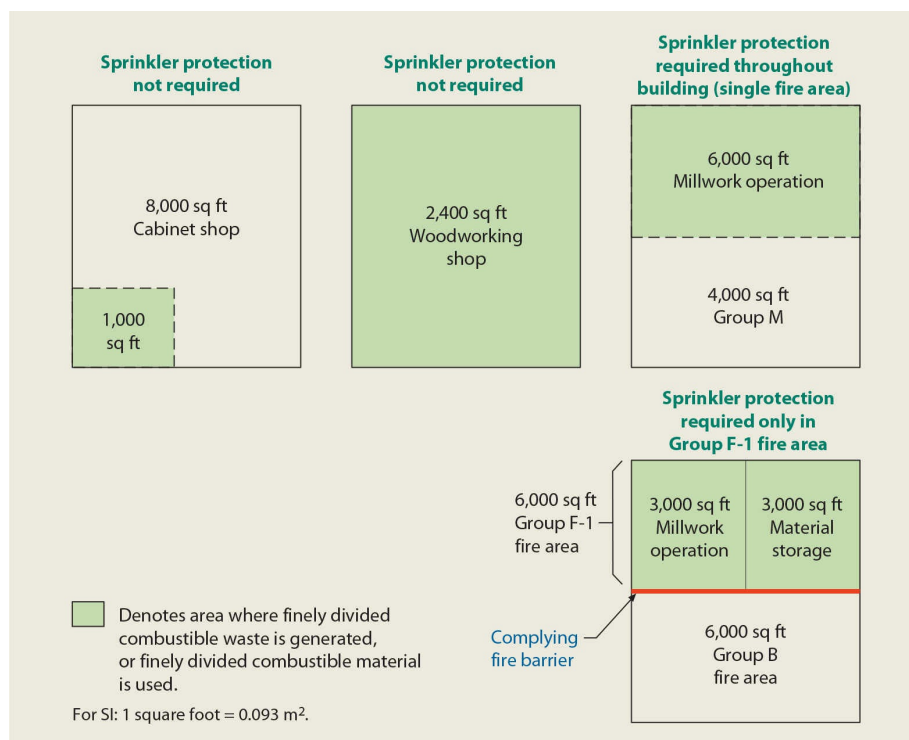 Sprinkler protection
not required
8,000 sq ft
Cabinet shop
1,000
sq ft
Sprinkler protection
not required
2,400 sq ft
Woodworking
shop
Sprinkler protection
required throughout
building (single fire area)
6,000 sq ft
Millwork operation
4,000 sq ft
Group M
Sprinkler protection
required only in
Group F-1 fire area
6,000 sq ft
Group F-1
fire area
3,000 sq ft
Millwork
operation
3,000 sq ft
Material
storage
Complying
fire barrier
6,000 sq ft
Group B
fire area
Denotes area where finely divided
combustible waste is generated,
or finely divided combustible material
is used.
For SI: 1 square foot = 0.093 m².